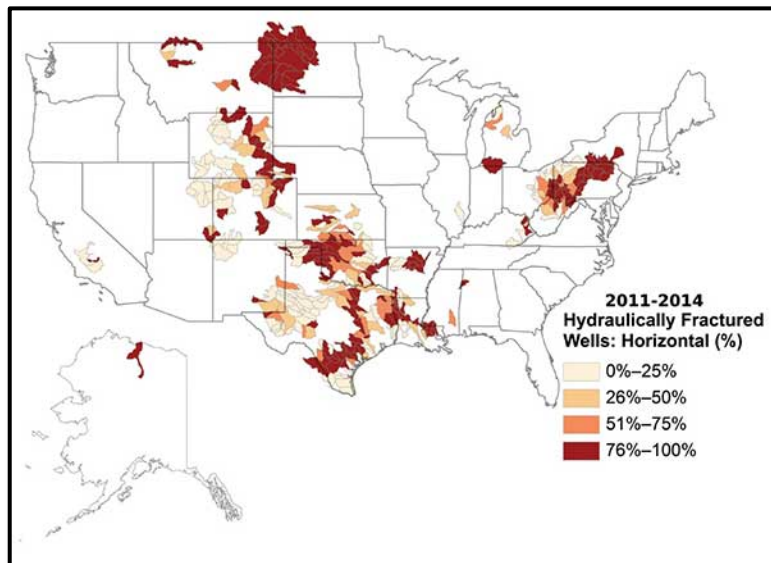 2011-2014
Hydraulically Fractured
Wells: Horizontal (%)
0%–25%
26%–50%
51%–75%
76%–100%